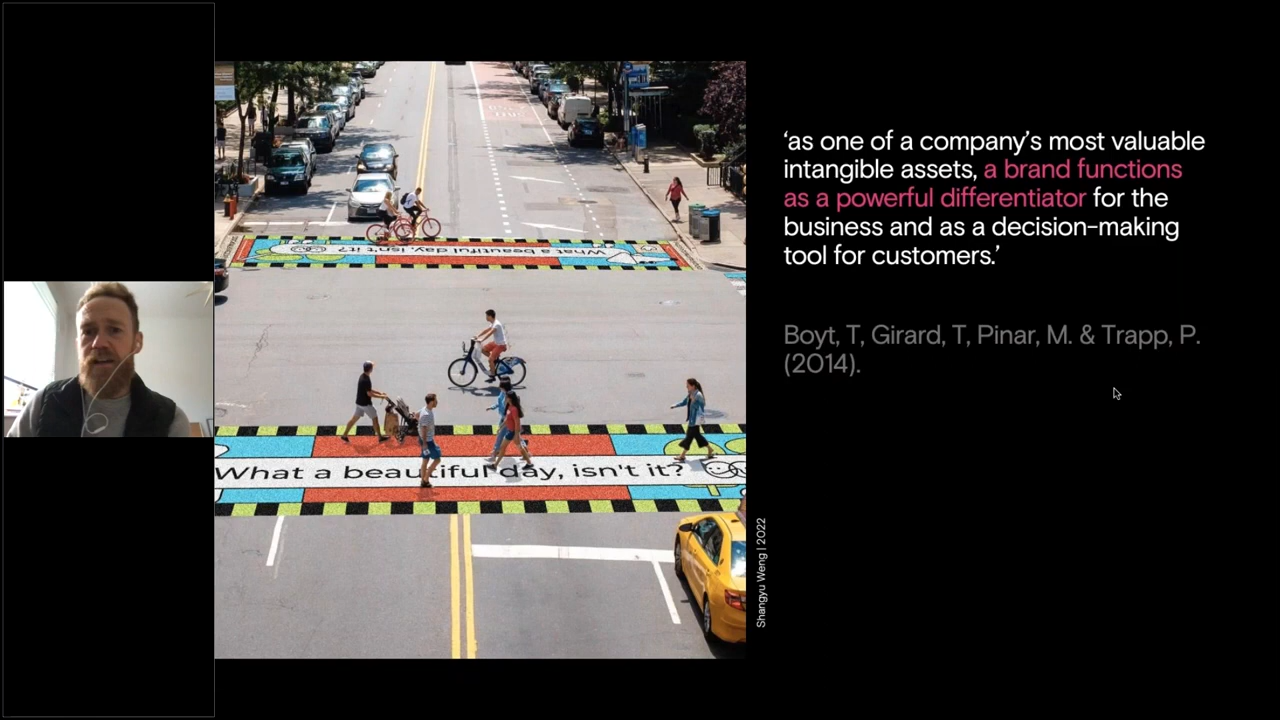 What a beautiful day, isn't it?
What a beautiful day, isn't it?
Shangyu Weng | 2022
‘as one of a company’s most valuable
intangible assets, a brand functions
as a powerful differentiator for the
business and as a decision-making
tool for customers.’
Boyt, T, Girard, T, Pinar, M. & Trapp, P.
(2014).